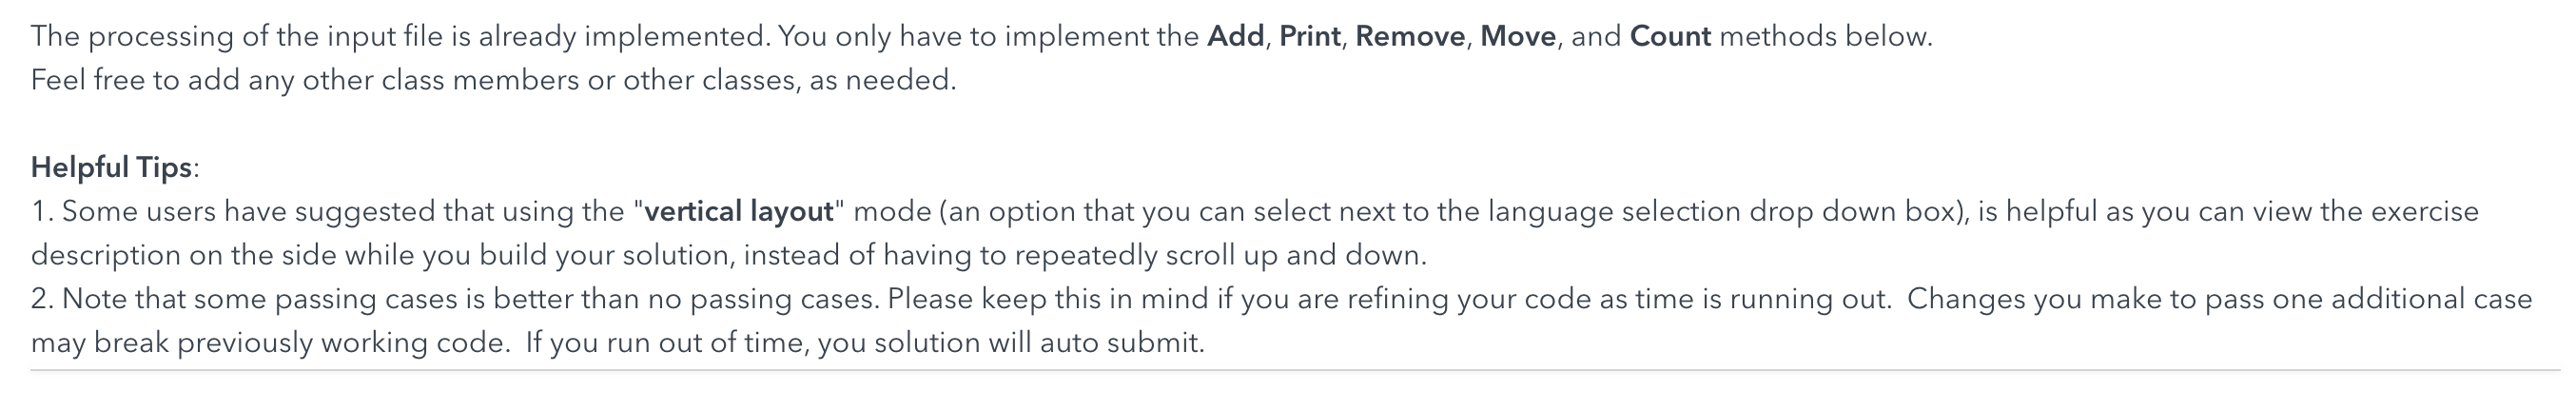 The processing of the input file is already implemented. You only have to implement the Add, Print, Remove, Move, and Count methods below.
Feel free to add any other class members or other classes, as needed.
Helpful Tips:
1. Some users have suggested that using the "vertical layout" mode (an option that you can select next to the language selection drop down box), is helpful as you can view the exercise
description on the side while you build your solution, instead of having to repeatedly scroll up and down.
2. Note that some passing cases is better than no passing cases. Please keep this in mind if you are refining your code as time is running out.  Changes you make to pass one additional case
may break previously working code.  If you run out of time, you solution will auto submit.